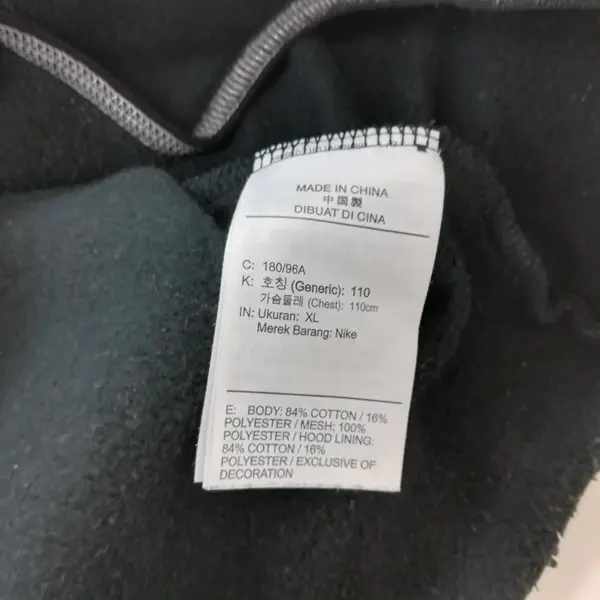 MADE IN CHINA
中国製
DIBUAT DI CINA
C: 180/96A
K: 호칭 (Generic): 110
가슴둘레 (Chest): 110cm
IN: Ukuran: XL
Merek Barang: Nike
E: BODY: 84% COTTON / 16%
POLYESTER / MESH: 100%
POLYESTER / HOOD LINING:
84% COTTON / 16%
POLYESTER / EXCLUSIVE OF
DECORATION